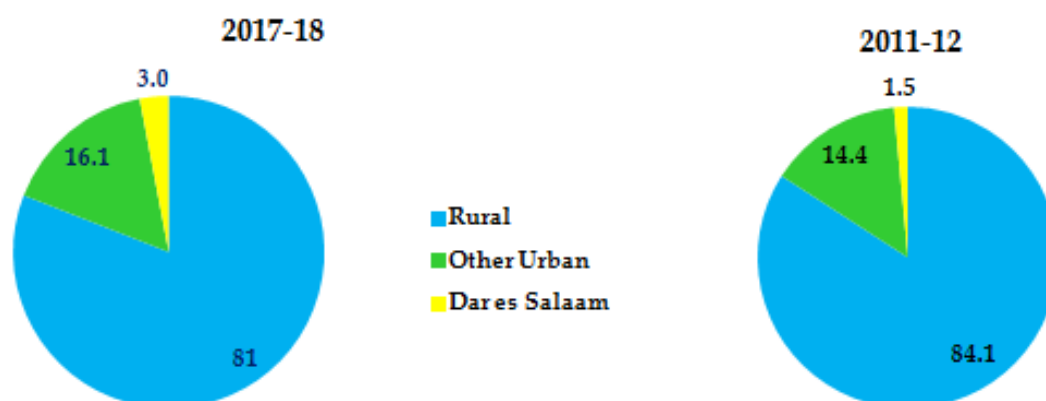 2017-18
3.0
16.1
81
Rural
Other Urban
Dar es Salaam
2011-12
1.5
14.4
84.1